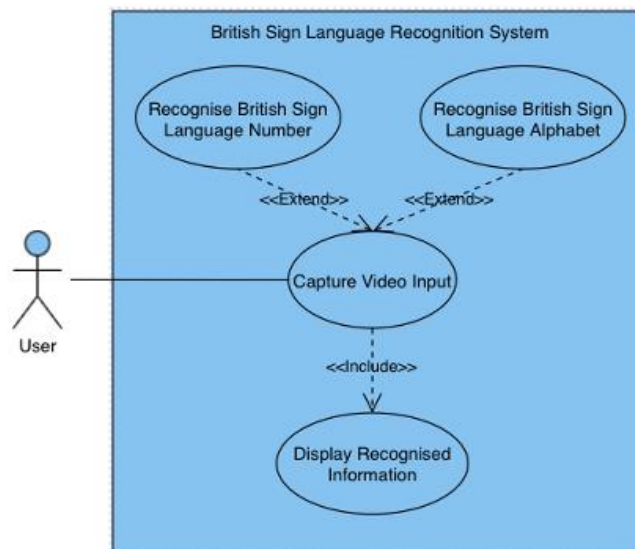 British Sign Language Recognition System
Recognise British Sign
Language Number
Recognise British Sign
Language Alphabet
<<Extend>>
<<Extend>>
Capture Video Input
User
<<Include>>
Display Recognised
Information